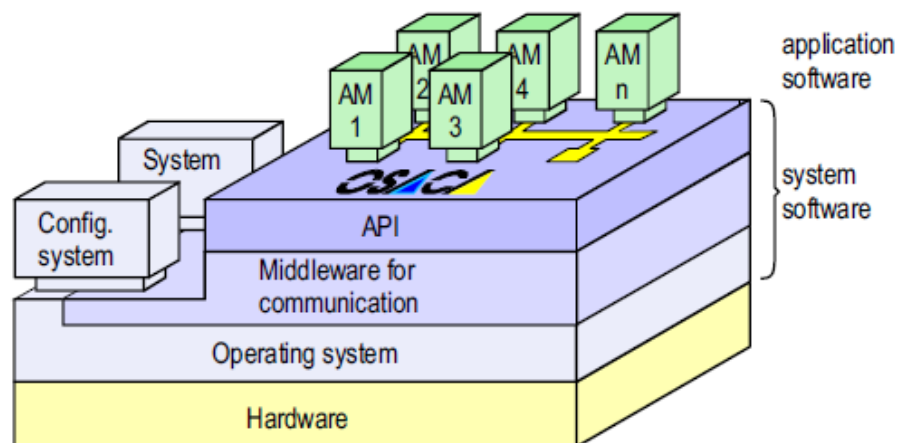 AM
1
AM
2
AM
3
AM
4
AM
n
application
software
system
software
System
Config.
system
OSACA
API
Middleware for
communication
Operating system
Hardware